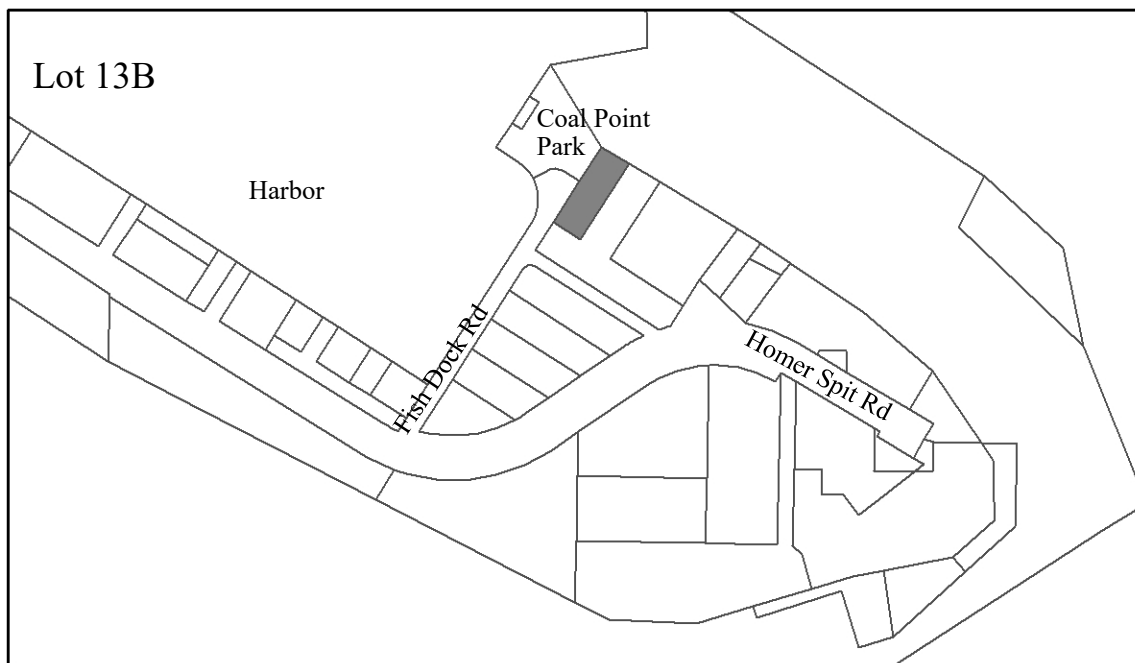 Lot 13B
Coal Point
Park
Harbor
Fish Dock Rd
Homer Spit Rd